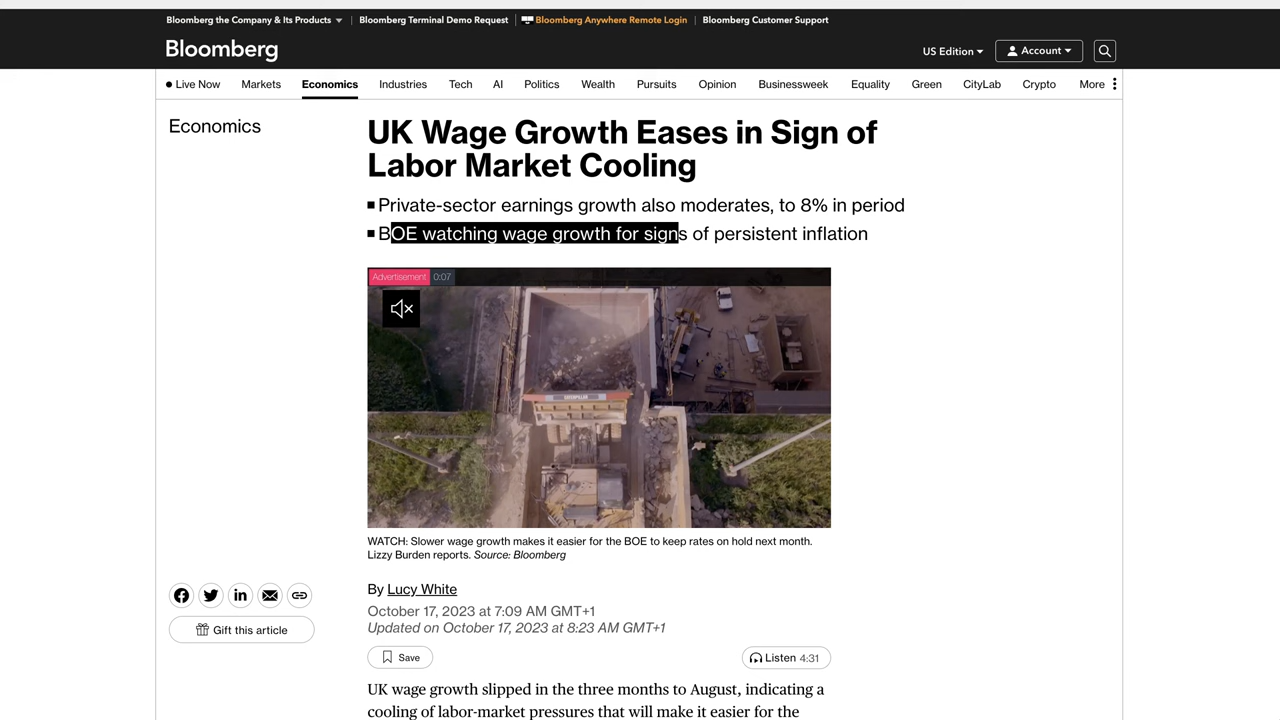 Bloomberg the Company & Its Products
Bloomberg Terminal Demo Request
Bloomberg Anywhere Remote Login
Bloomberg Customer Support
Bloomberg
US Edition
Account
Live Now
Markets
Economics
Industries
Tech
AI
Politics
Wealth
Pursuits
Opinion
Businessweek
Equality
Green
CityLab
Crypto
More
Economics
UK Wage Growth Eases in Sign of
Labor Market Cooling
Private-sector earnings growth also moderates, to 8% in period
BOE watching wage growth for signs of persistent inflation
Advertisement 0:07
WATCH: Slower wage growth makes it easier for the BOE to keep rates on hold next month.
Lizzy Burden reports. Source: Bloomberg
By Lucy White
October 17, 2023 at 7:09 AM GMT+1
Updated on October 17, 2023 at 8:23 AM GMT+1
Gift this article
Save
Listen 4:31
UK wage growth slipped in the three months to August, indicating a
cooling of labor-market pressures that will make it easier for the